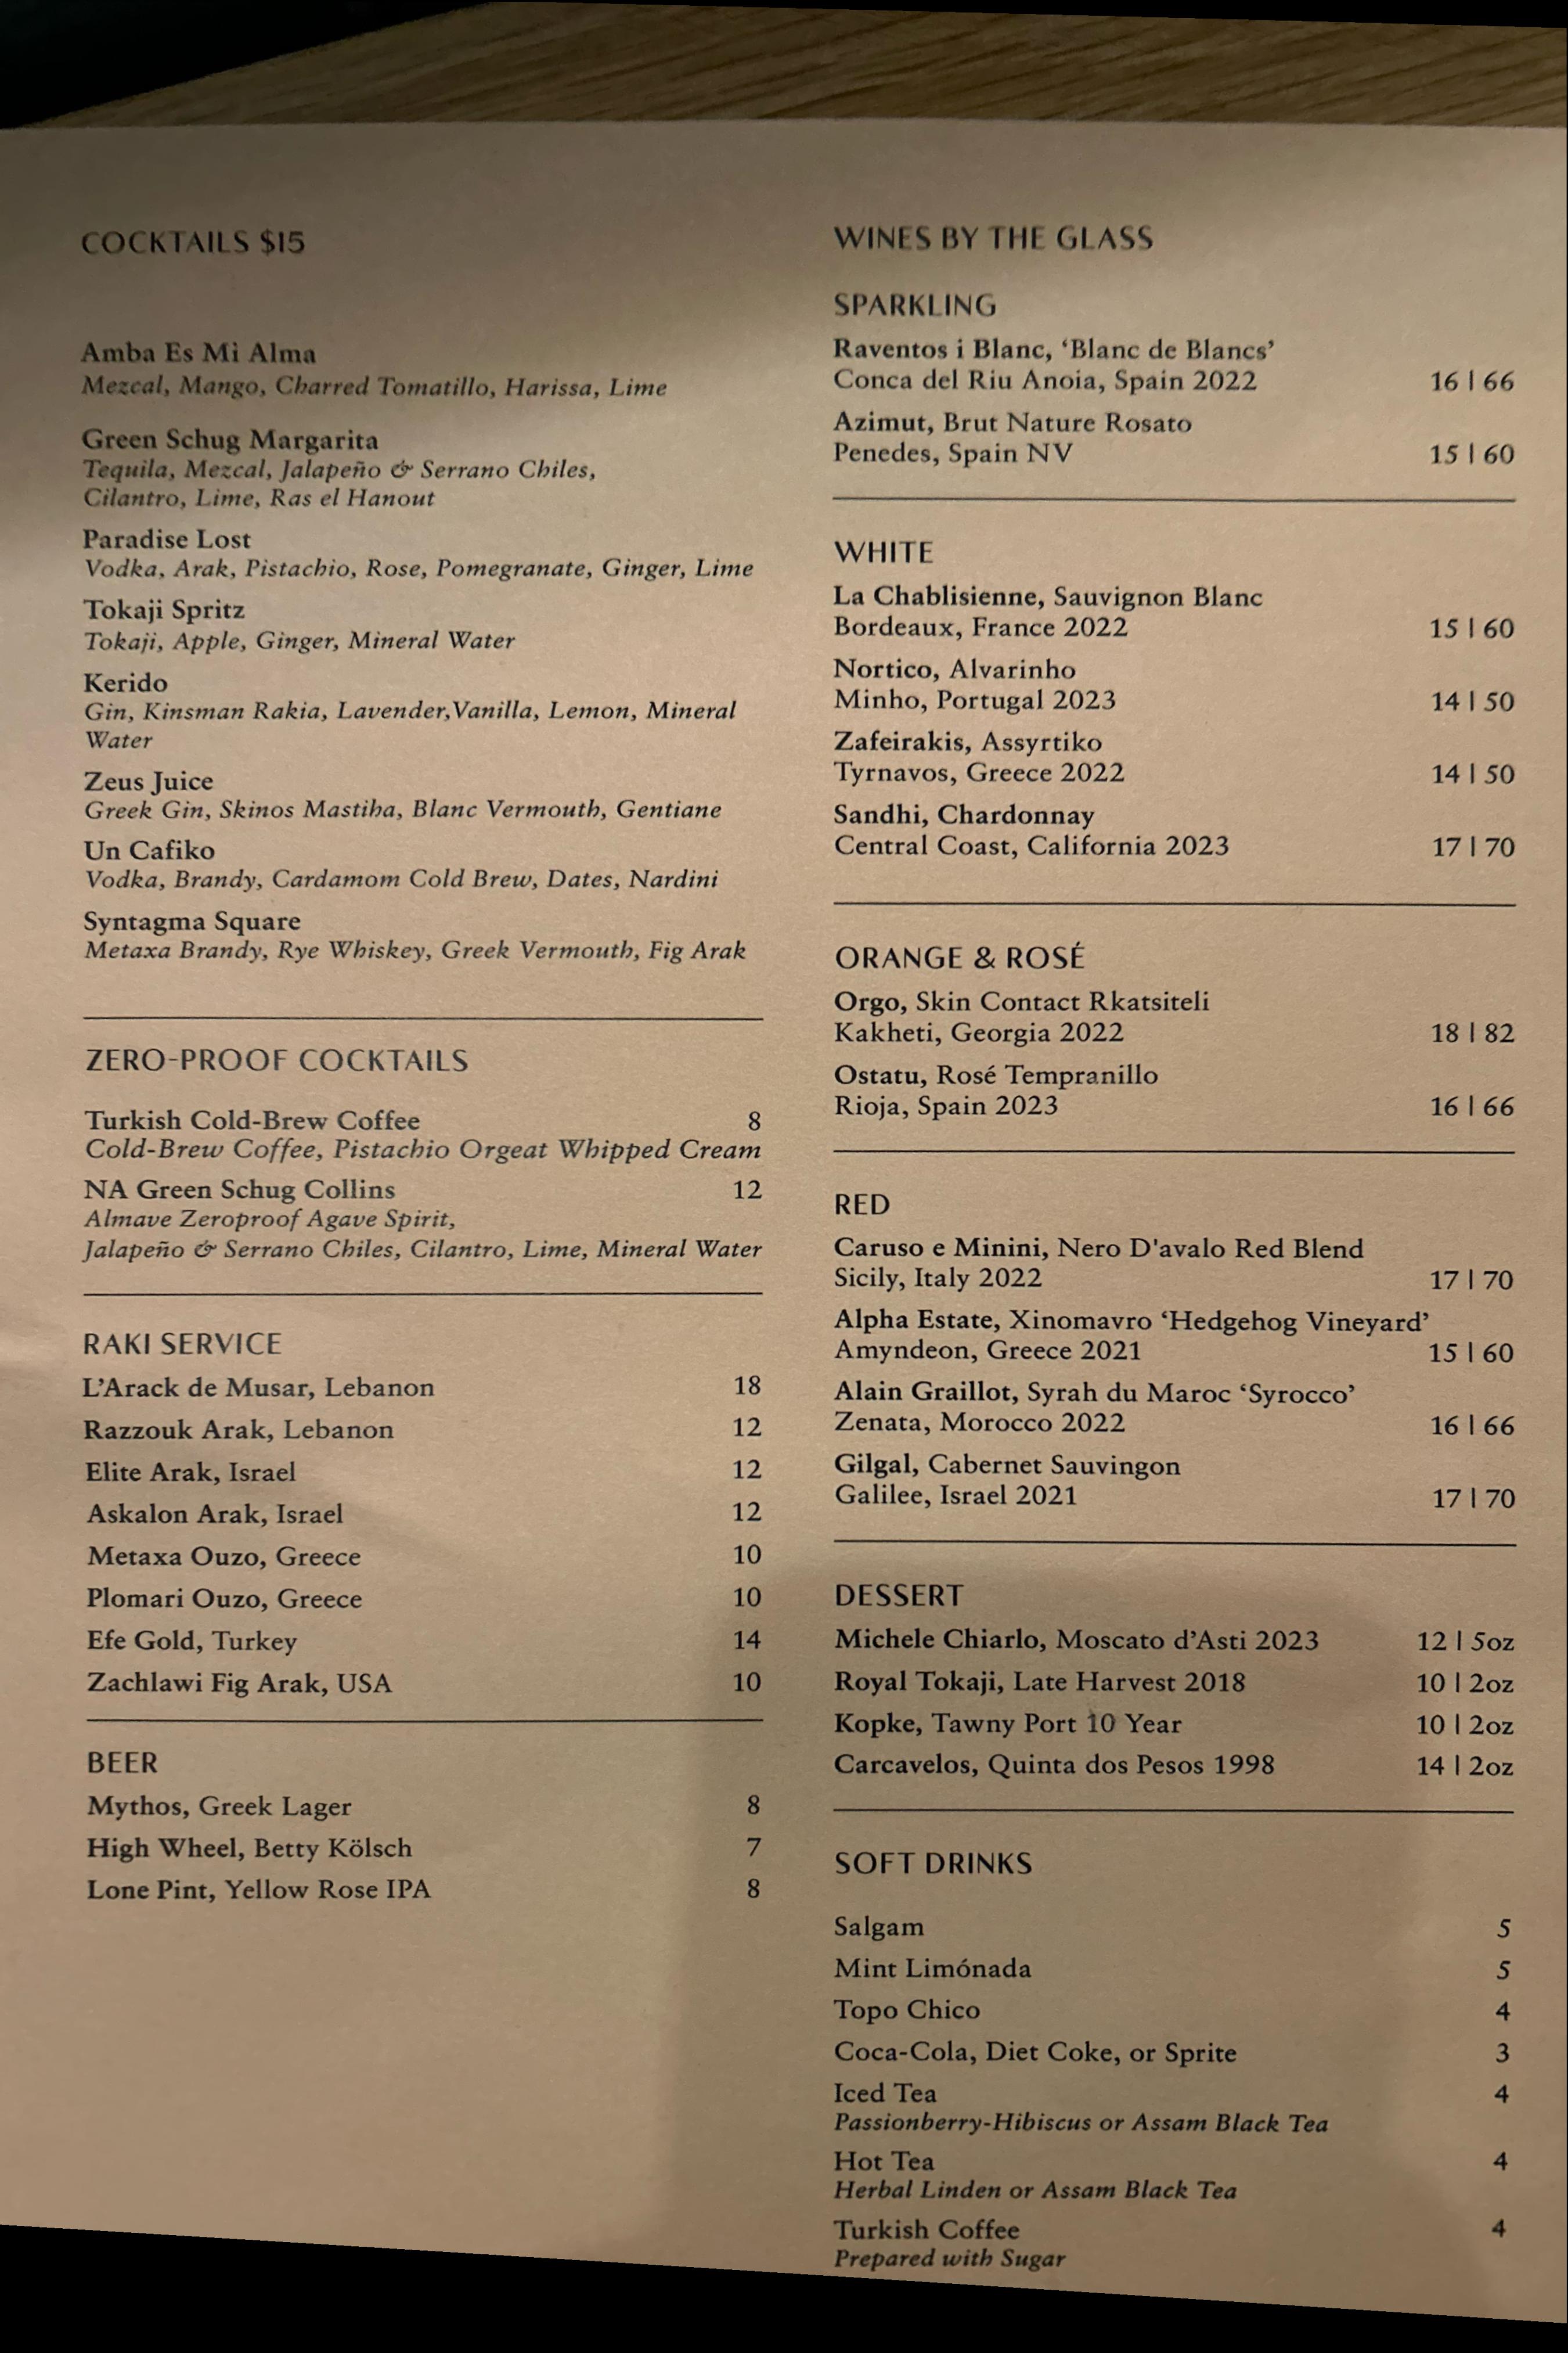 COCKTAILS $15
Amba Es Mi Alma
Mezcal, Mango, Charred Tomatillo, Harissa, Lime
Green Schug Margarita
Tequila, Mezcal, Jalapeño & Serrano Chiles,
Cilantro, Lime, Ras el Hanout
Paradise Lost
Vodka, Arak, Pistachio, Rose, Pomegranate, Ginger, Lime
Tokaji Spritz
Tokaji, Apple, Ginger, Mineral Water
Kerido
Gin, Kinsman Rakia, Lavender,Vanilla, Lemon, Mineral
Water
Zeus Juice
Greek Gin, Skinos Mastiha, Blanc Vermouth, Gentiane
Un Cafiko
Vodka, Brandy, Cardamom Cold Brew, Dates, Nardini
Syntagma Square
Metaxa Brandy, Rye Whiskey, Greek Vermouth, Fig Arak
ZERO-PROOF COCKTAILS
Turkish Cold-Brew Coffee 8
Cold-Brew Coffee, Pistachio Orgeat Whipped Cream
NA Green Schug Collins 12
Almave Zeroproof Agave Spirit,
Jalapeño & Serrano Chiles, Cilantro, Lime, Mineral Water
RAKI SERVICE
L’Arack de Musar, Lebanon 18
Razzouk Arak, Lebanon 12
Elite Arak, Israel 12
Askalon Arak, Israel 12
Metaxa Ouzo, Greece 10
Plomari Ouzo, Greece 10
Efe Gold, Turkey 14
Zachlawi Fig Arak, USA 10
BEER
Mythos, Greek Lager 8
High Wheel, Betty Kölsch 7
Lone Pint, Yellow Rose IPA 8
WINES BY THE GLASS
SPARKLING
Raventos i Blanc, ‘Blanc de Blancs’
Conca del Riu Anoia, Spain 2022 16 | 66
Azimut, Brut Nature Rosato
Penedes, Spain NV 15 | 60
WHITE
La Chablisienne, Sauvignon Blanc
Bordeaux, France 2022 15 | 60
Nortico, Alvarinho
Minho, Portugal 2023 14 | 50
Zafeirakis, Assyrtiko
Tyrnavos, Greece 2022 14 | 50
Sandhi, Chardonnay
Central Coast, California 2023 17 | 70
ORANGE & ROSÉ
Orgo, Skin Contact Rkatsiteli
Kakheti, Georgia 2022 18 | 82
Ostatu, Rosé Tempranillo
Rioja, Spain 2023 16 | 66
RED
Caruso e Minini, Nero D'avalo Red Blend
Sicily, Italy 2022 17 | 70
Alpha Estate, Xinomavro ‘Hedgehog Vineyard’
Amyndeon, Greece 2021 15 | 60
Alain Graillot, Syrah du Maroc ‘Syrocco’
Zenata, Morocco 2022 16 | 66
Gilgal, Cabernet Sauvingon
Galilee, Israel 2021 17 | 70
DESSERT
Michele Chiarlo, Moscato d’Asti 2023 12 | 5oz
Royal Tokaji, Late Harvest 2018 10 | 2oz
Kopke, Tawny Port 10 Year 10 | 2oz
Carcavelos, Quinta dos Pesos 1998 14 | 2oz
SOFT DRINKS
Salgam 5
Mint Limónada 5
Topo Chico 4
Coca-Cola, Diet Coke, or Sprite 3
Iced Tea 4
Passionberry-Hibiscus or Assam Black Tea
Hot Tea 4
Herbal Linden or Assam Black Tea
Turkish Coffee 4
Prepared with Sugar